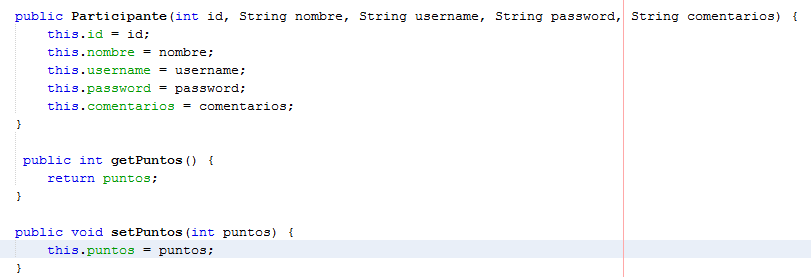 public Participante(int id, String nombre, String username, String password, String comentarios) {
    this.id = id;
    this.nombre = nombre;
    this.username = username;
    this.password = password;
    this.comentarios = comentarios;
}
 public int getPuntos() {
    return puntos;
}
public void setPuntos(int puntos) {
    this.puntos = puntos;
}